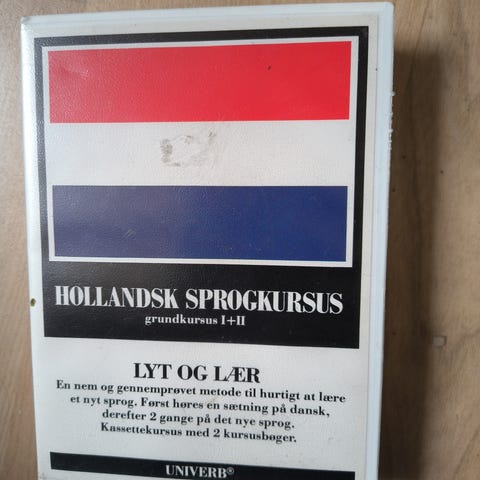 HOLLANDSK SPROGKURSUS
grundkursus I+II
LYT OG LÆR
En nem og gennemprøvet metode til hurtigt at lære
et nyt sprog. Først høres en sætning på dansk,
derefter 2 gange på det nye sprog.
Kassettekursus med 2 kursusbøger.
UNIVERB®